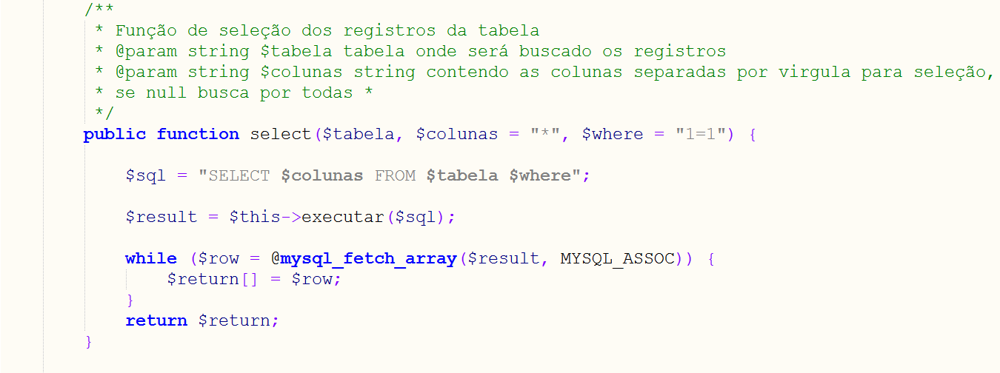 /**
* Função de seleção dos registros da tabela
* @param string $tabela tabela onde será buscado os registros
* @param string $colunas string contendo as colunas separadas por virgula para seleção,
* se null busca por todas *
*/
public function select($tabela, $colunas = "*", $where = "1=1") {
$sql = "SELECT $colunas FROM $tabela $where";
$result = $this->executar($sql);
while ($row = @mysql_fetch_array($result, MYSQL_ASSOC)) {
$return[] = $row;
}
return $return;
}